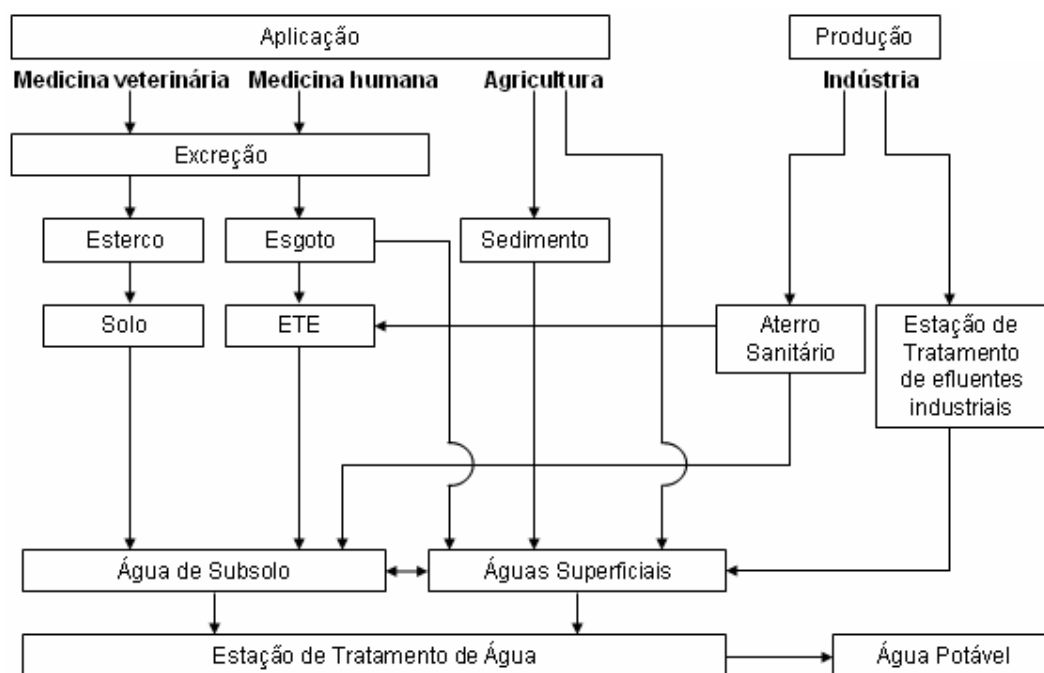 Aplicação
Produção
Medicina veterinária
Medicina humana
Agricultura
Indústria
Excreção
Esterco
Esgoto
Sedimento
Solo
ETE
Aterro
Sanitário
Estação de
Tratamento
de efluentes
industriais
Água de Subsolo
Águas Superficiais
Estação de Tratamento de Água
Água Potável